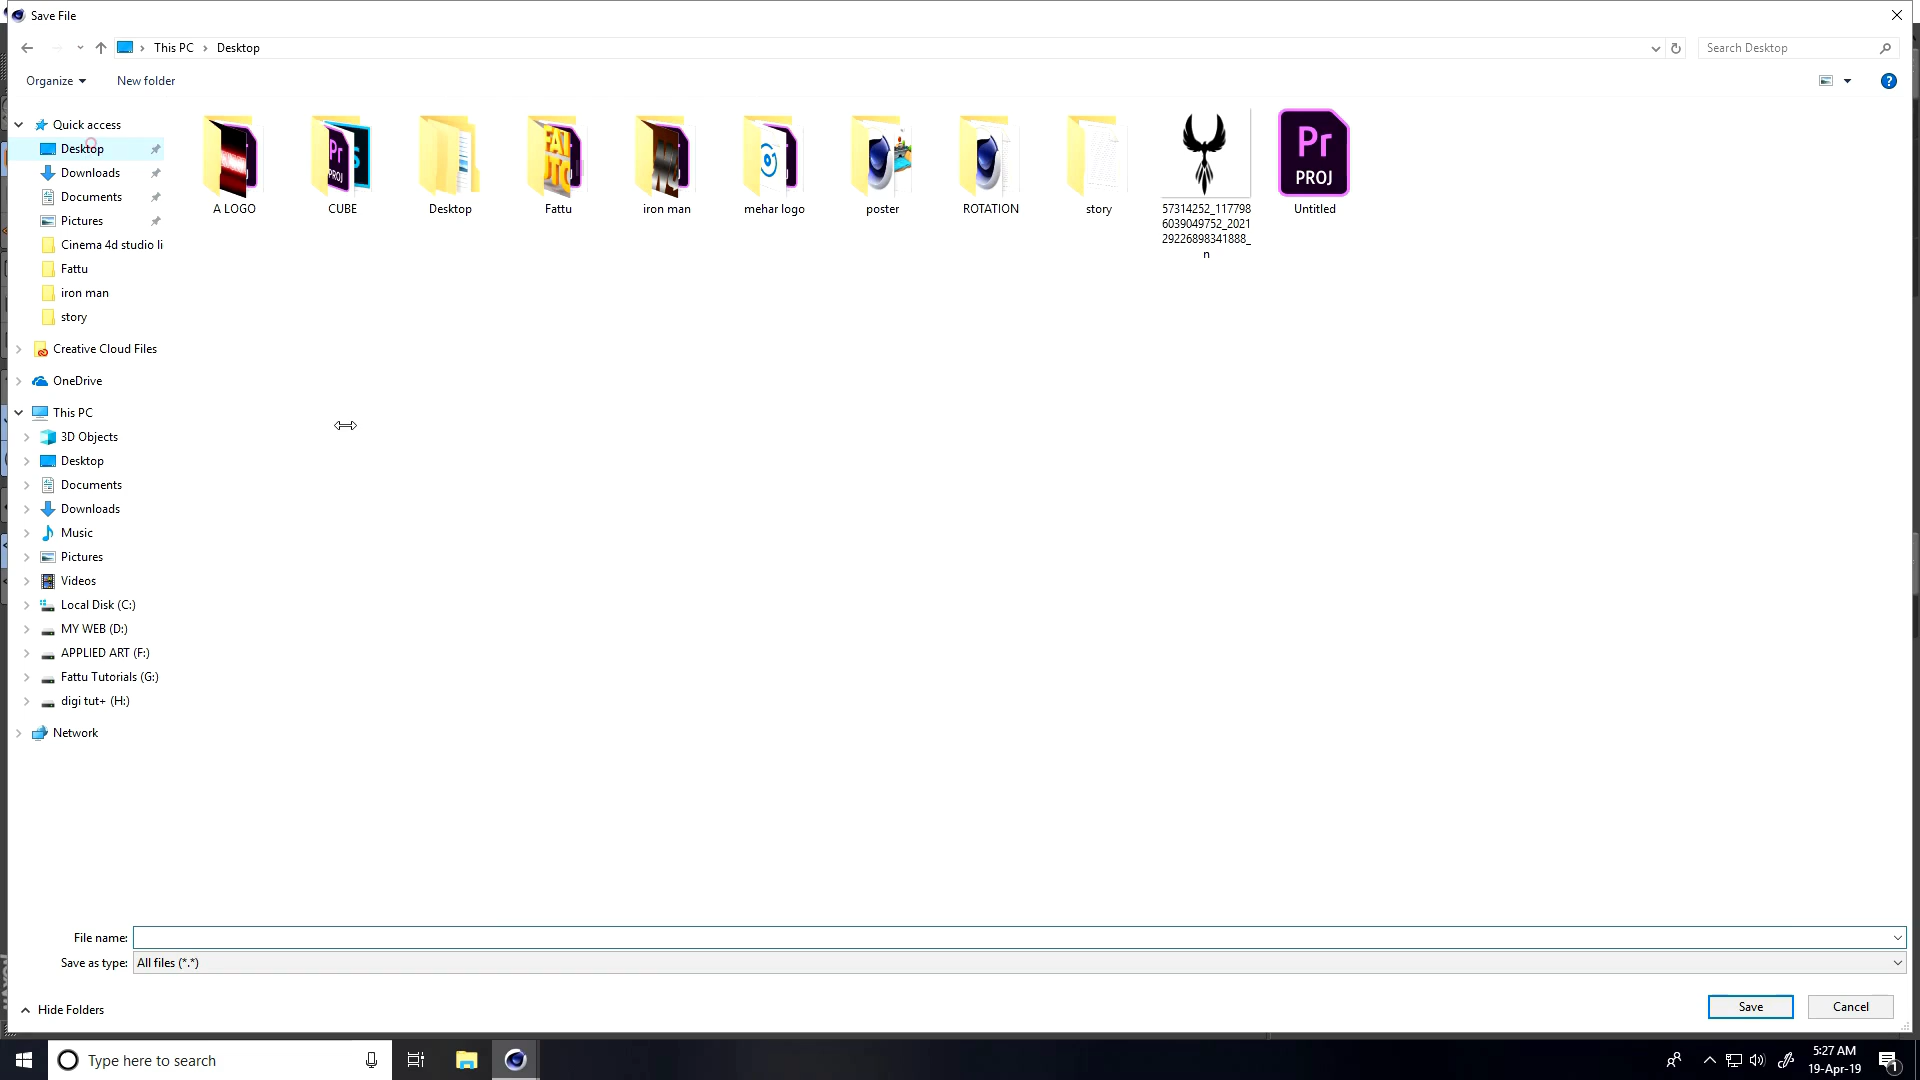 Save File
This PC
Desktop
Search Desktop
Organize
New folder
Quick access
Desktop
Downloads
Documents
Pictures
Cinema 4d studio li
Fattu
iron man
story
Creative Cloud Files
OneDrive
This PC
3D Objects
Desktop
Documents
Downloads
Music
Pictures
Videos
Local Disk (C:)
MY WEB (D:)
APPLIED ART (F:)
Fattu Tutorials (G:)
digi tut+ (H:)
Network
A LOGO
CUBE
Desktop
Fattu
iron man
mehar logo
poster
ROTATION
story
57314252_117798
6039049752_2021
29226898341888_
n
Pr
PROJ
Untitled
File name:
Save as type: All files (*.*)
Hide Folders
Save
Cancel
Type here to search
5:27 AM
19-Apr-19
1